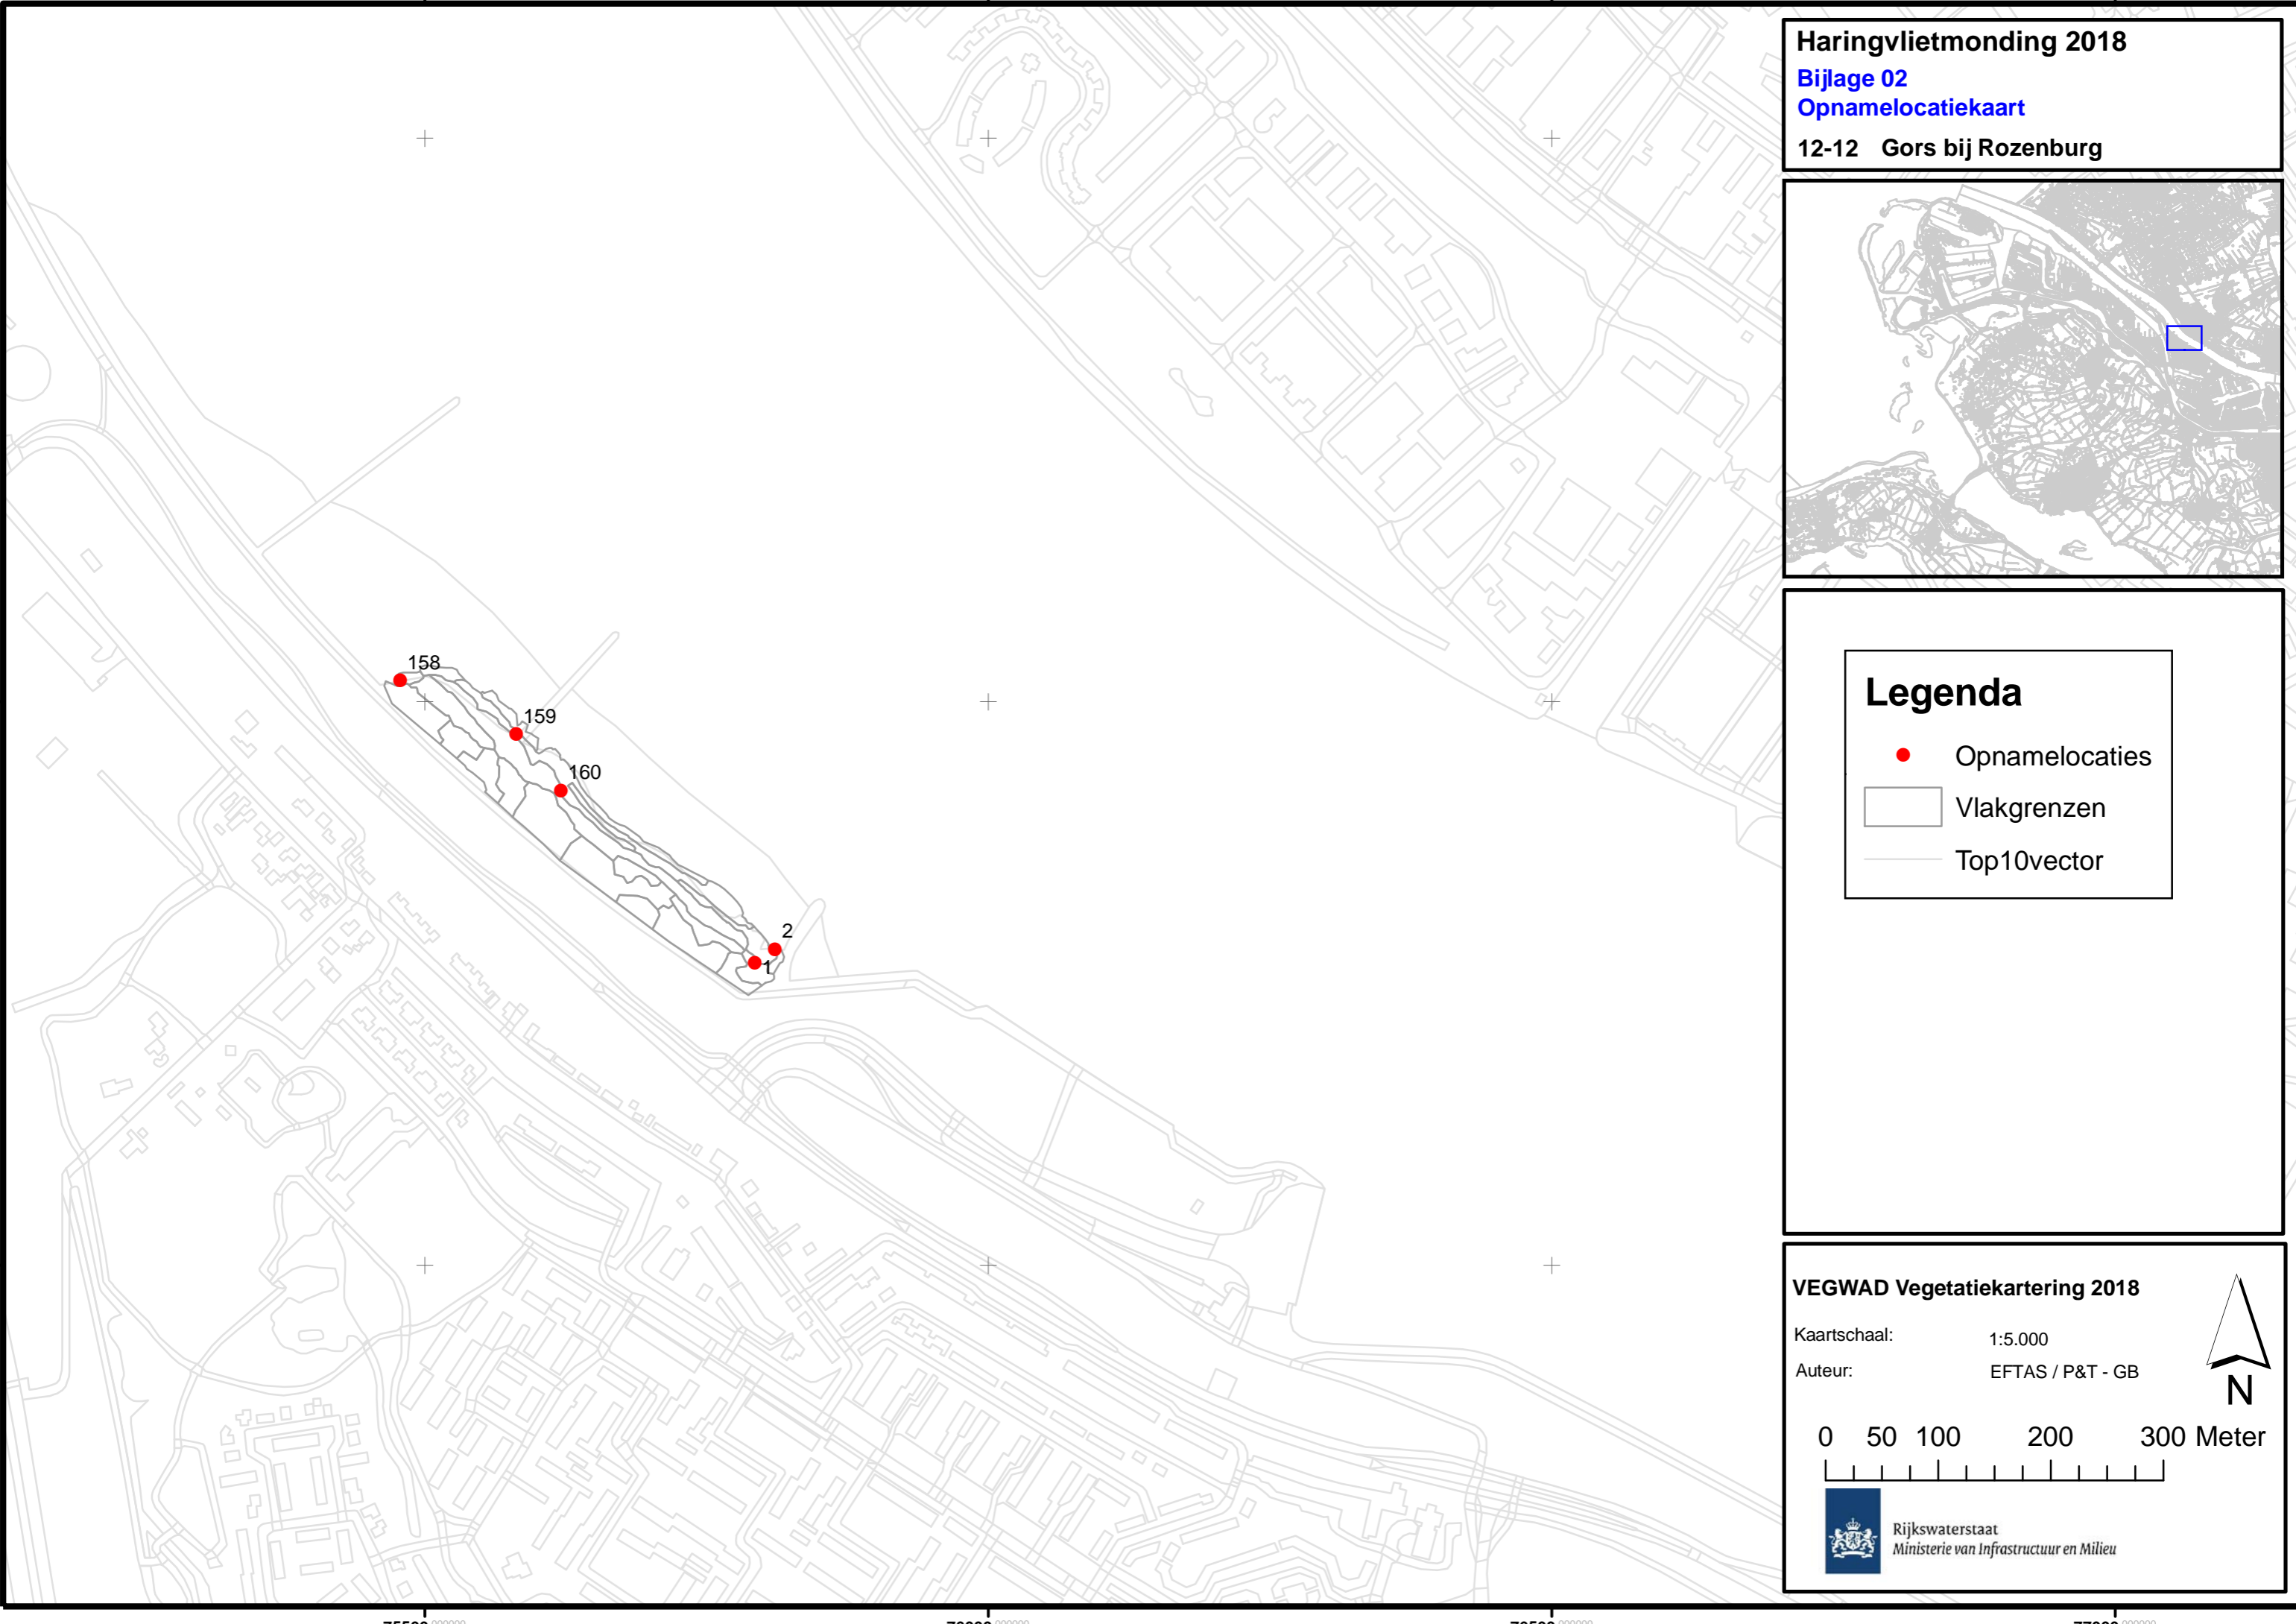 Haringvlietmonding 2018
Bijlage 02
Opnamelocatiekaart
12-12 Gors bij Rozenburg
158
159
160
2
1
Legenda
Opnamelocaties
Vlakgrenzen
Top10vector
VEGWAD Vegetatiekartering 2018
Kaartschaal: 1:5.000
Auteur: EFTAS / P&T - GB
N
0 50 100 200 300 Meter
Rijkswaterstaat
Ministerie van Infrastructuur en Milieu